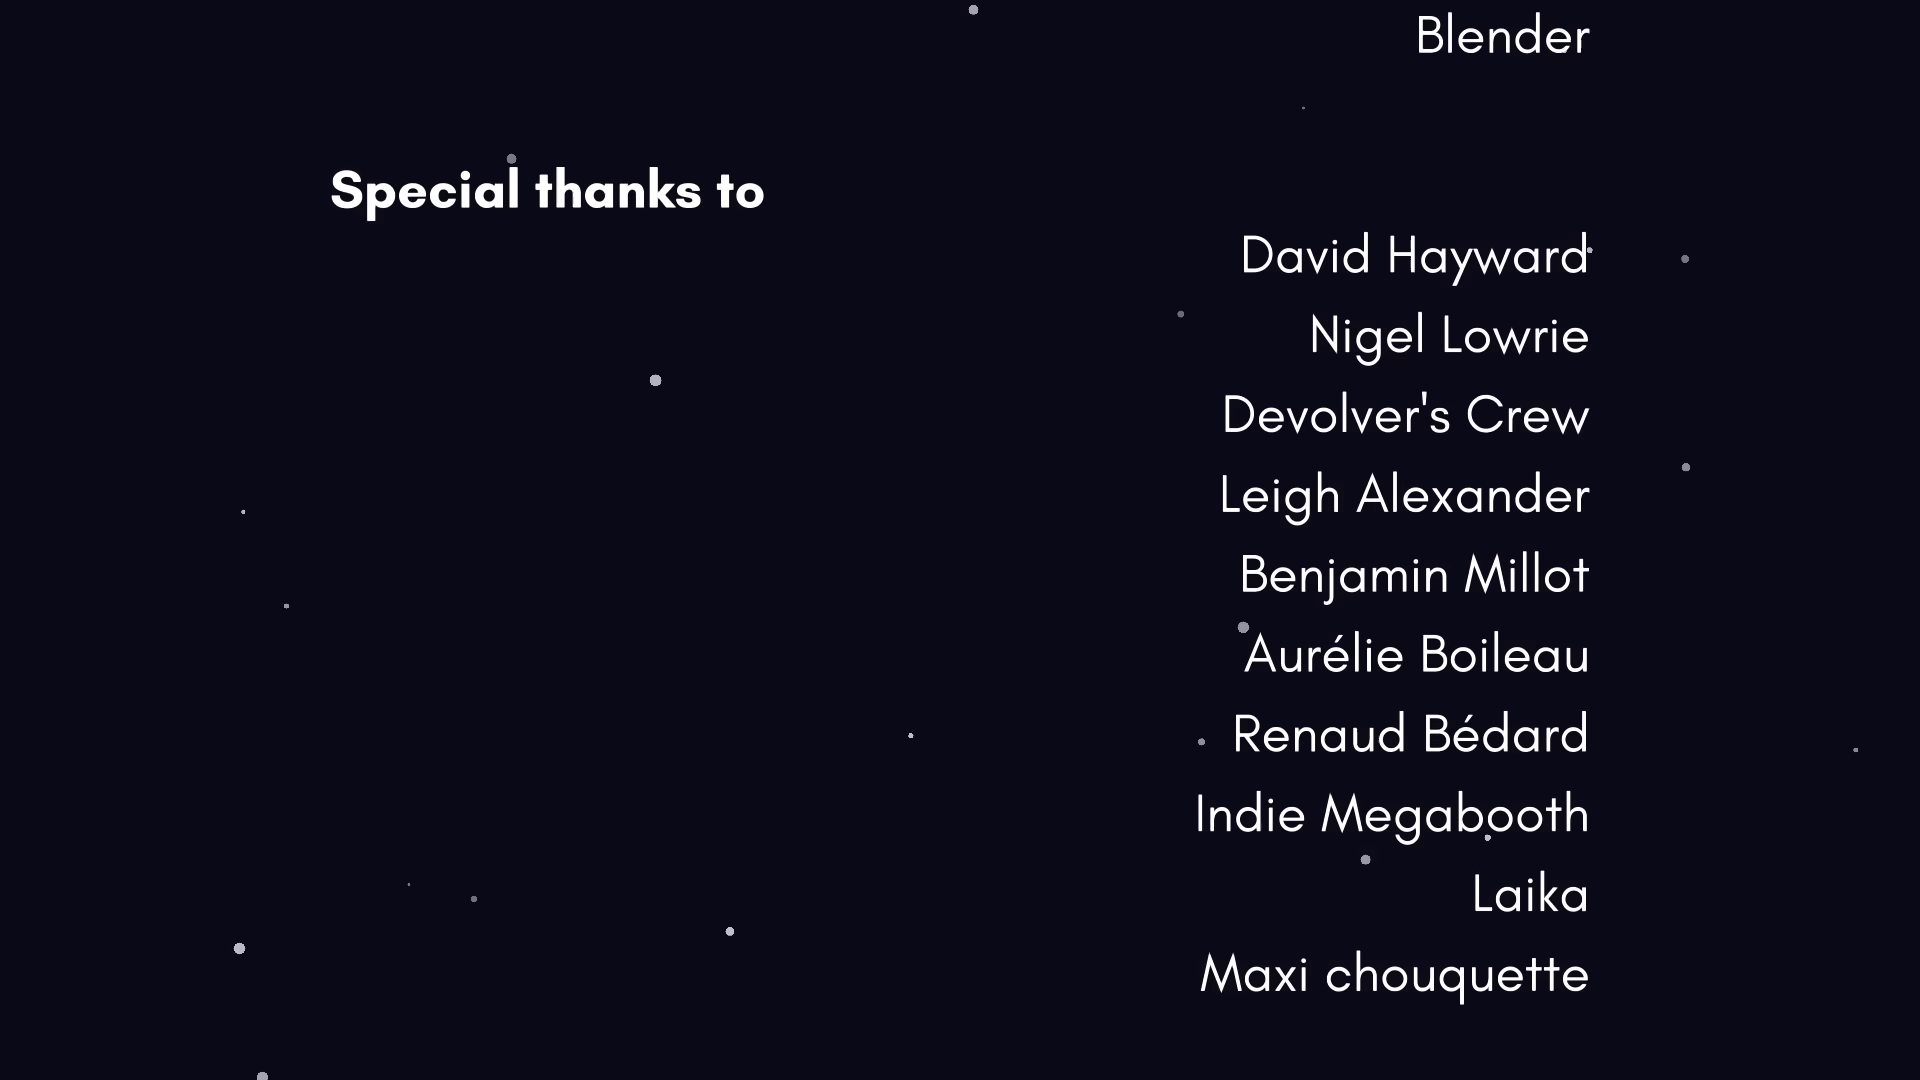 Blender
Special thanks to
David Hayward
Nigel Lowrie
Devolver's Crew
Leigh Alexander
Benjamin Millot
Aurélie Boileau
Renaud Bédard
Indie Megabooth
Laika
Maxi chouquette